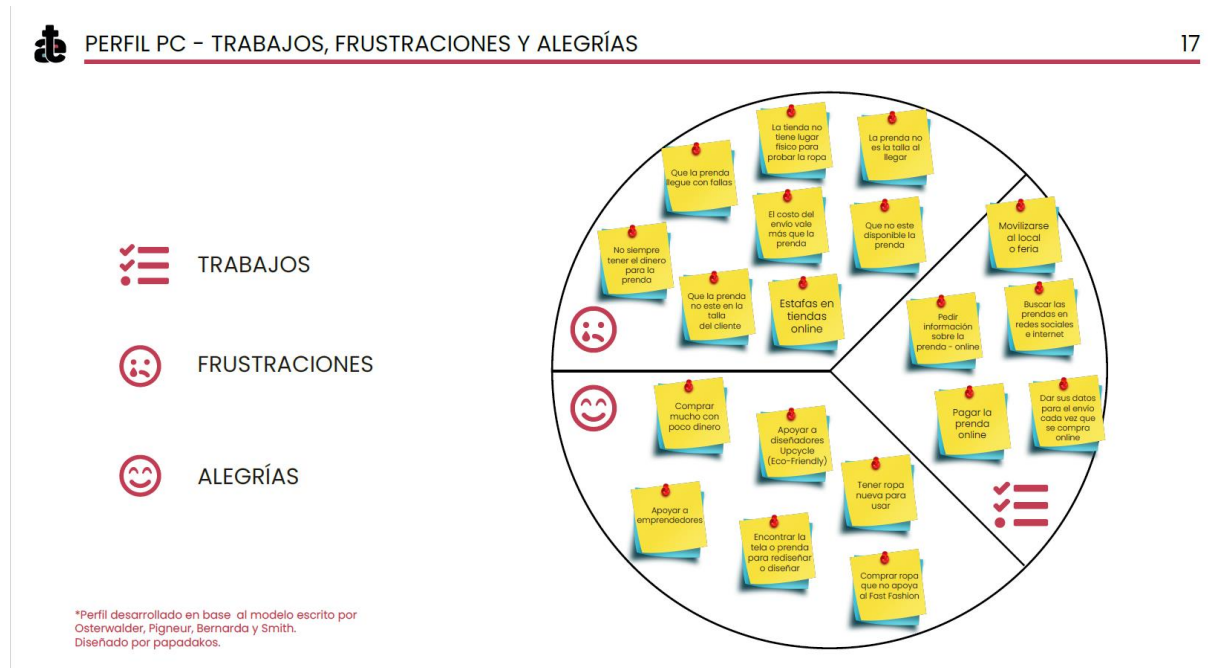 ate
PERFIL PC - TRABAJOS, FRUSTRACIONES Y ALEGRÍAS
17
TRABAJOS
FRUSTRACIONES
ALEGRÍAS
*Perfil desarrollado en base al modelo escrito por
Osterwalder, Pigneur, Bernarda y Smith.
Diseñado por papadakos.
La tienda no
tiene lugar
físico para
probar la ropa
La prenda no
es la talla al
llegar
Que la prenda
llegue con fallas
El costo del
envío vale
más que la
prenda
Que no este
disponible la
prenda
No siempre
tener el dinero
para la
prenda
Que la prenda
no este en la
talla
del cliente
Estafas en
tiendas
online
Movilizarse
al local
o feria
Pedir
información
sobre la
prenda - online
Buscar las
prendas en
redes sociales
e internet
Pagar la
prenda
online
Dar sus datos
para el envío
cada vez que
se compra
online
Comprar
mucho con
poco dinero
Apoyar a
diseñadores
Upcycle
(Eco-Friendly)
Tener ropa
nueva para
usar
Apoyar a
emprendedores
Encontrar la
tela o prenda
para rediseñar
o diseñar
Comprar ropa
que no apoya
al Fast Fashion